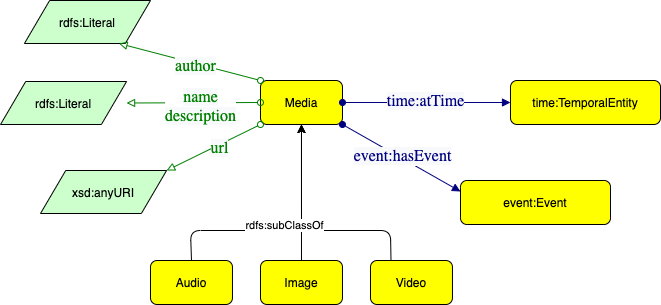 rdfs:Literal
author
rdfs:Literal
name
description
Media
time:atTime
time:TemporalEntity
url
event:hasEvent
xsd:anyURI
event:Event
rdfs:subClassOf
Audio
Image
Video